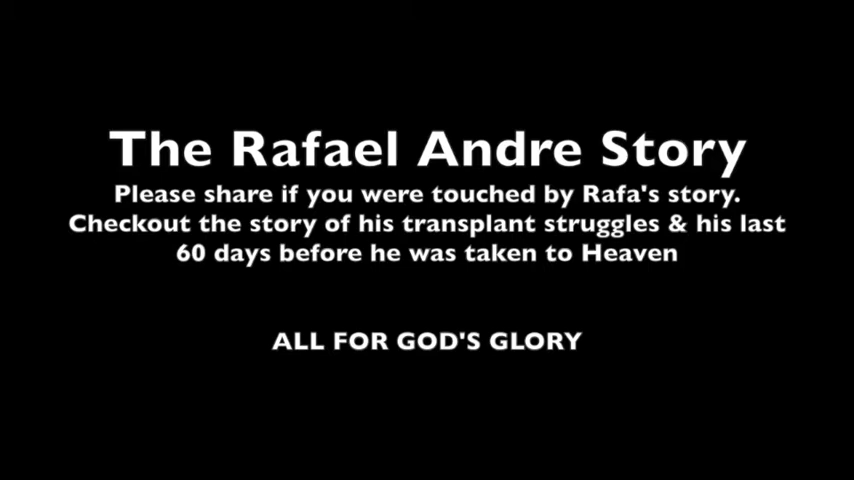 The Rafael Andre Story
Please share if you were touched by Rafa's story.
Checkout the story of his transplant struggles & his last
60 days before he was taken to Heaven
ALL FOR GOD'S GLORY